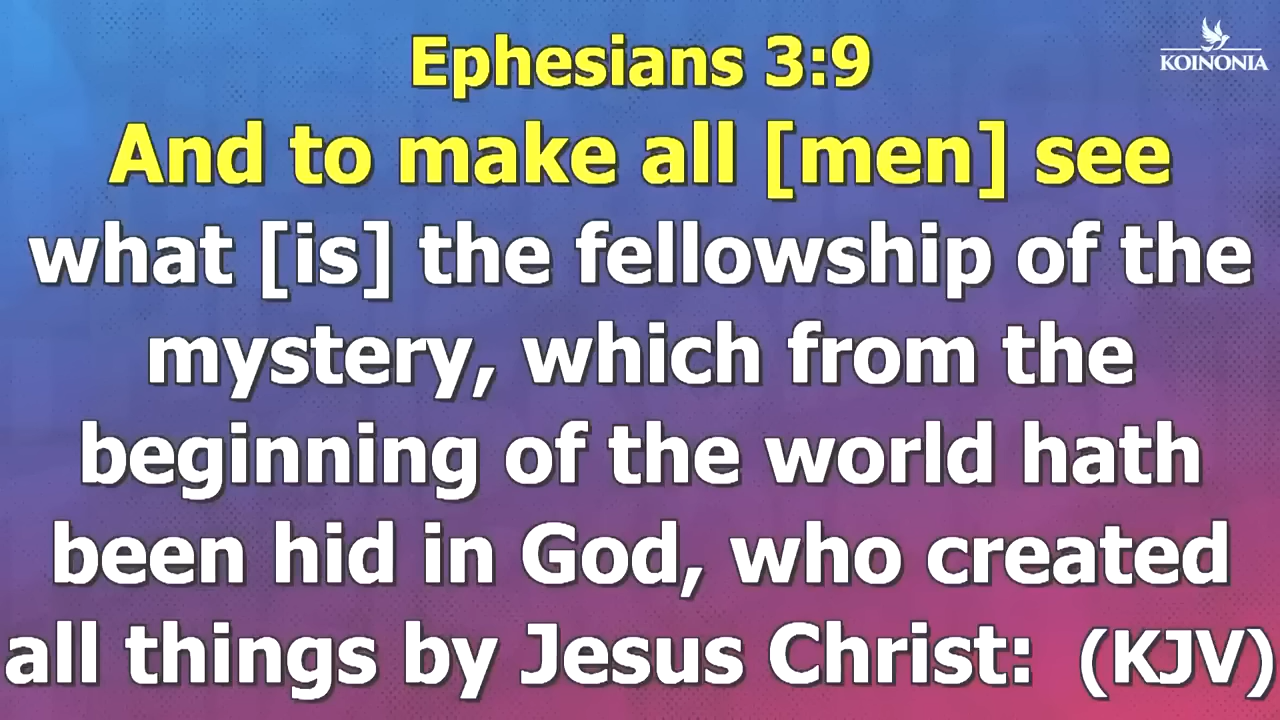 Ephesians 3:9
KOINONIA
And to make all [men] see
what [is] the fellowship of the
mystery, which from the
beginning of the world hath
been hid in God, who created
all things by Jesus Christ: (KJV)